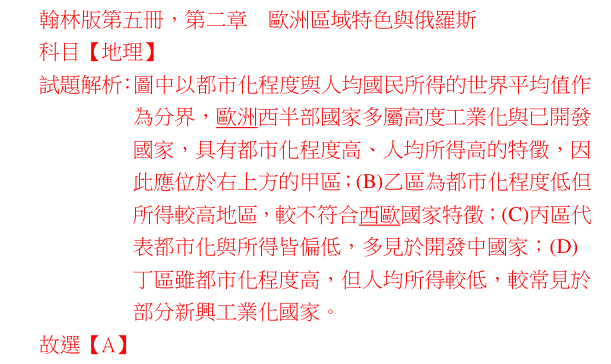 翰林版第五冊，第二章　歐洲區域特色與俄羅斯
科目【地理】
試題解析：圖中以都市化程度與人均國民所得的世界平均值作
為分界，歐洲西半部國家多屬高度工業化與已開發
國家，具有都市化程度高、人均所得高的特徵，因
此應位於右上方的甲區；(B)乙區為都市化程度低但
所得較高地區，較不符合西歐國家特徵；(C)丙區代
表都市化與所得皆偏低，多見於開發中國家；(D)
丁區雖都市化程度高，但人均所得較低，較常見於
部分新興工業化國家。
故選【A】